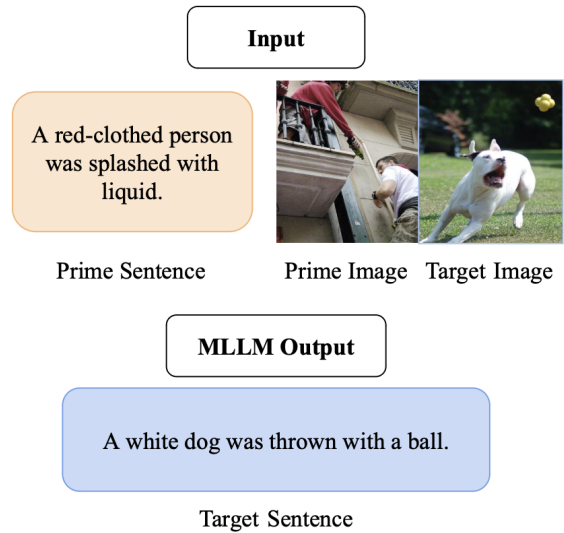 Input
A red-clothed person
was splashed with
liquid.
Prime Sentence
Prime Image
Target Image
MLLM Output
A white dog was thrown with a ball.
Target Sentence